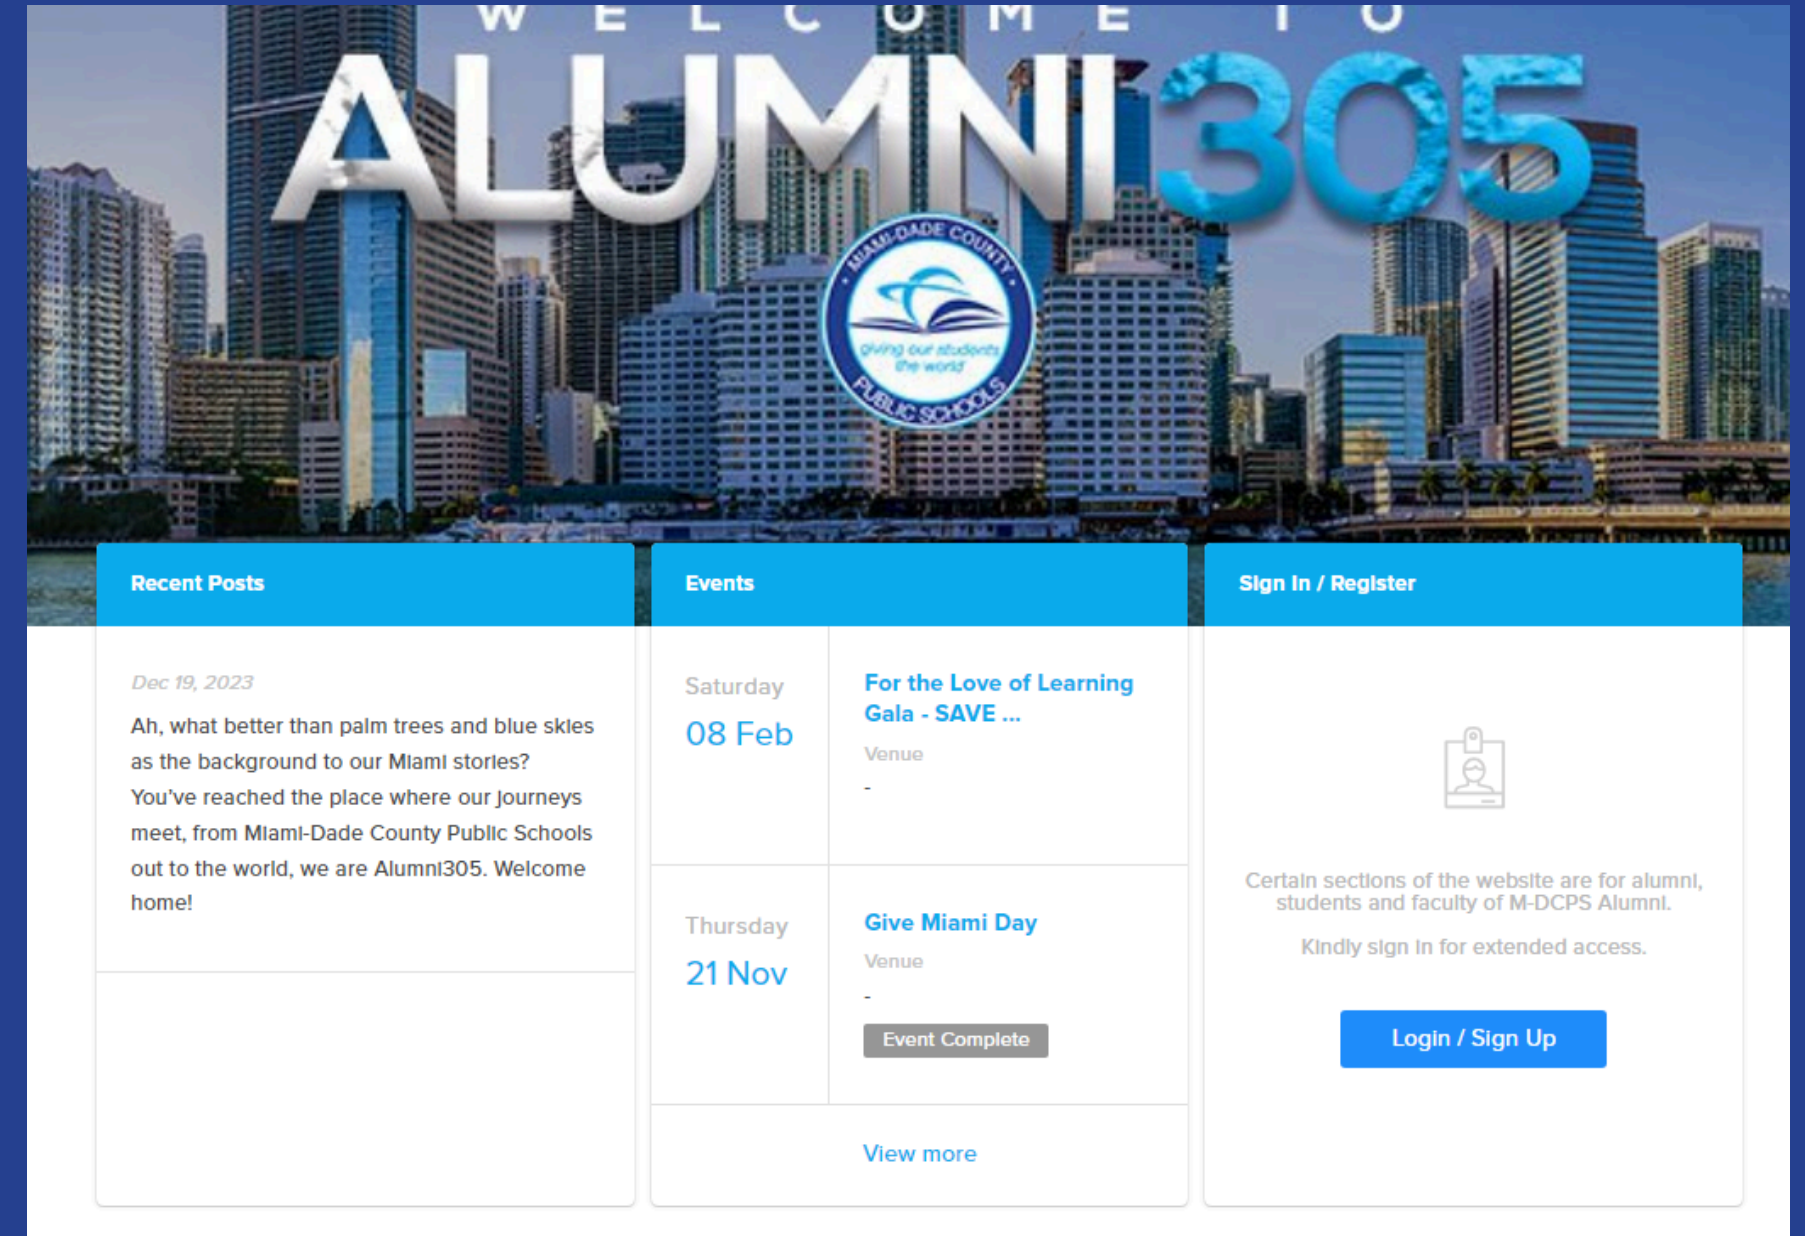 WELCOME TO
ALUMNI305
MIAMI-DADE COUNTY
giving our students
the world
PUBLIC SCHOOLS
Recent Posts
Dec 19, 2023
Ah, what better than palm trees and blue skies
as the background to our Miami stories?
You've reached the place where our journeys
meet, from Miami-Dade County Public Schools
out to the world, we are Alumni305. Welcome
home!
Events
Saturday
08 Feb
For the Love of Learning
Gala - SAVE ...
Venue
-
Thursday
21 Nov
Give Miami Day
Venue
-
Event Complete
View more
Sign In / Register
Certain sections of the website are for alumni,
students and faculty of M-DCPS Alumni.
Kindly sign in for extended access.
Login / Sign Up